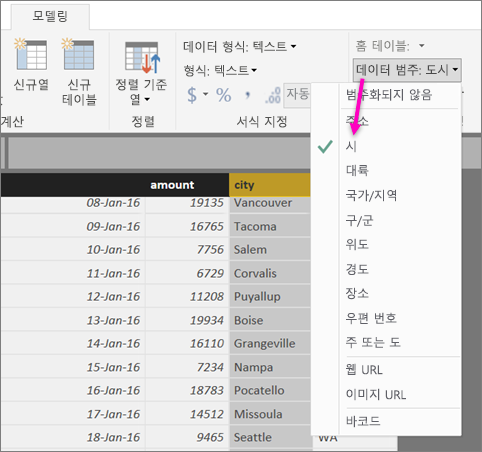 모델링
신규열
신규
테이블
계산
정렬 기준
열
정렬
데이터 형식: 텍스트
형식: 텍스트
$ % , .00 자동
서식 지정
홈 테이블:
데이터 범주: 도시
범주화되지 않음
주소
시
대륙
국가/지역
구/군
위도
경도
장소
우편 번호
주 또는 도
웹 URL
이미지 URL
바코드
amount city
08-Jan-16 19135 Vancouver
09-Jan-16 16765 Tacoma
10-Jan-16 7756 Salem
11-Jan-16 6729 Corvalis
12-Jan-16 11208 Puyallup
13-Jan-16 19934 Boise
14-Jan-16 16110 Grangeville
15-Jan-16 7234 Nampa
16-Jan-16 18783 Pocatello
17-Jan-16 14512 Missoula
18-Jan-16 9465 Seattle WA